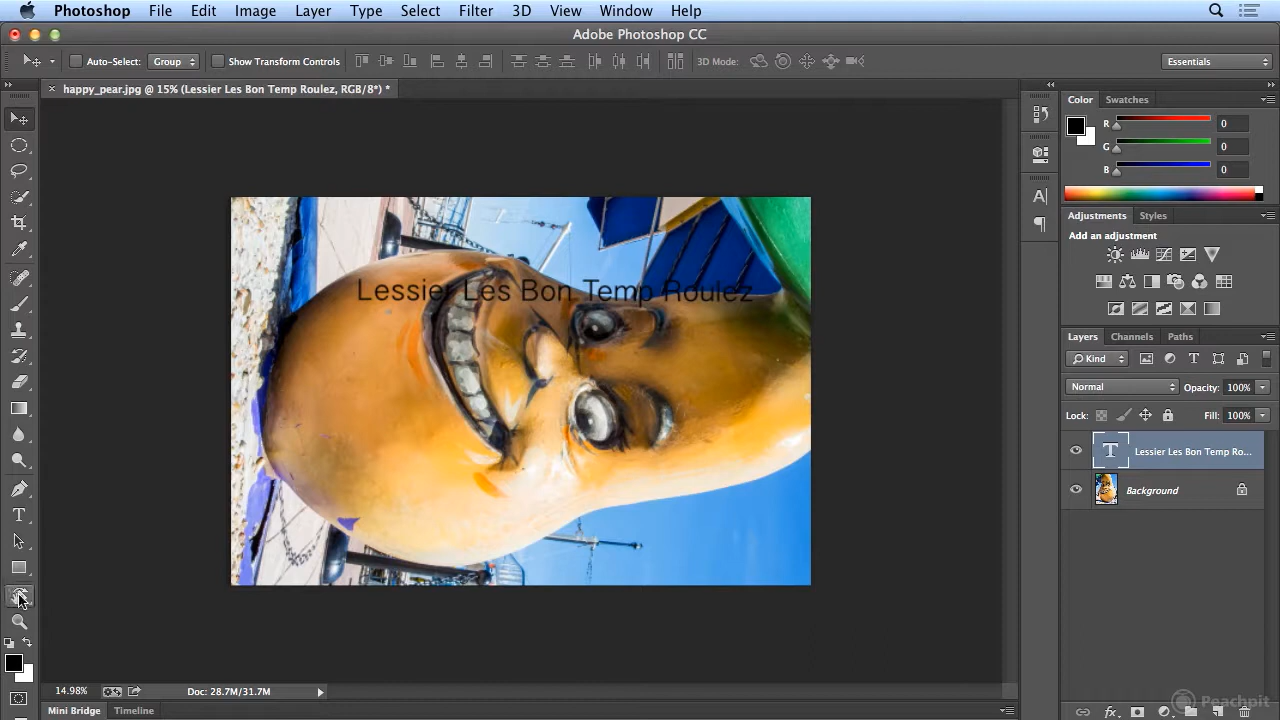 Photoshop File Edit Image Layer Type Select Filter 3D View Window Help
Adobe Photoshop CC
Auto-Select: Group Show Transform Controls 3D Mode: Essentials
× happy_pear.jpg @ 15% (Lessier Les Bon Temp Roulez, RGB/8*) *
Color Swatches
R 0
G 0
B 0
Adjustments Styles
Add an adjustment
Lessier Les Bon Temp Roulez
Layers Channels Paths
Kind T
Normal Opacity: 100%
Lock: Fill: 100%
T Lessier Les Bon Temp Ro...
Background
14.98% Doc: 28.7M/31.7M
Mini Bridge Timeline
fx
Peachpit